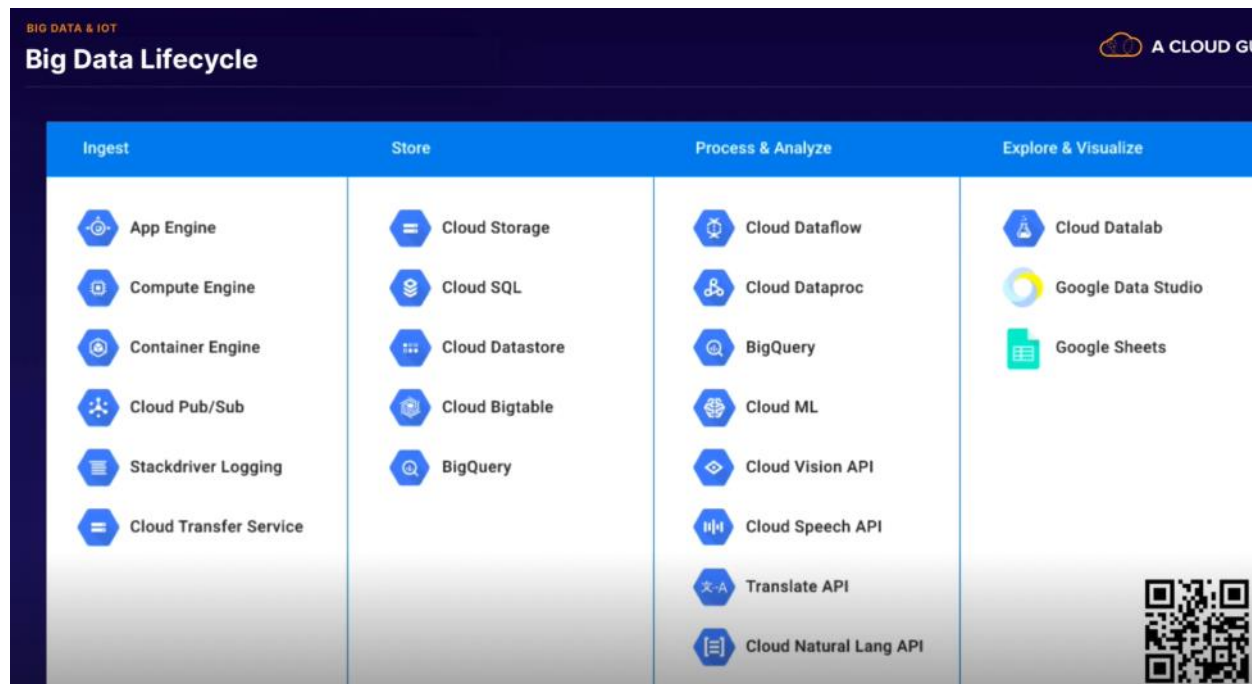 BIG DATA & IOT
Big Data Lifecycle
A CLOUD GU
Ingest
App Engine
Compute Engine
Container Engine
Cloud Pub/Sub
Stackdriver Logging
Cloud Transfer Service
Store
Cloud Storage
Cloud SQL
Cloud Datastore
Cloud Bigtable
BigQuery
Process & Analyze
Cloud Dataflow
Cloud Dataproc
BigQuery
Cloud ML
Cloud Vision API
Cloud Speech API
Translate API
Cloud Natural Lang API
Explore & Visualize
Cloud Datalab
Google Data Studio
Google Sheets